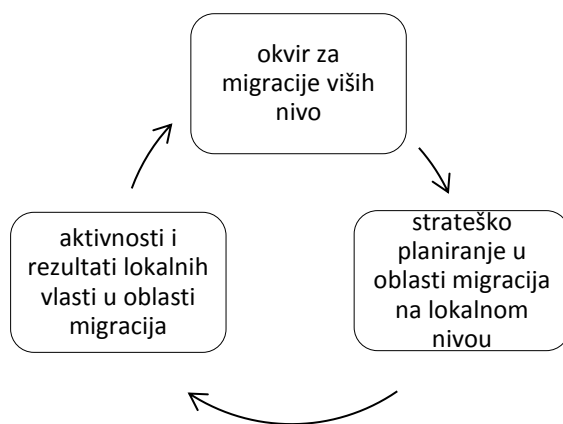 okvir za
migracije viših
nivo
strateško
planiranje u
oblasti migracija
na lokalnom
nivou
aktivnosti i
rezultati lokalnih
vlasti u oblasti
migracija